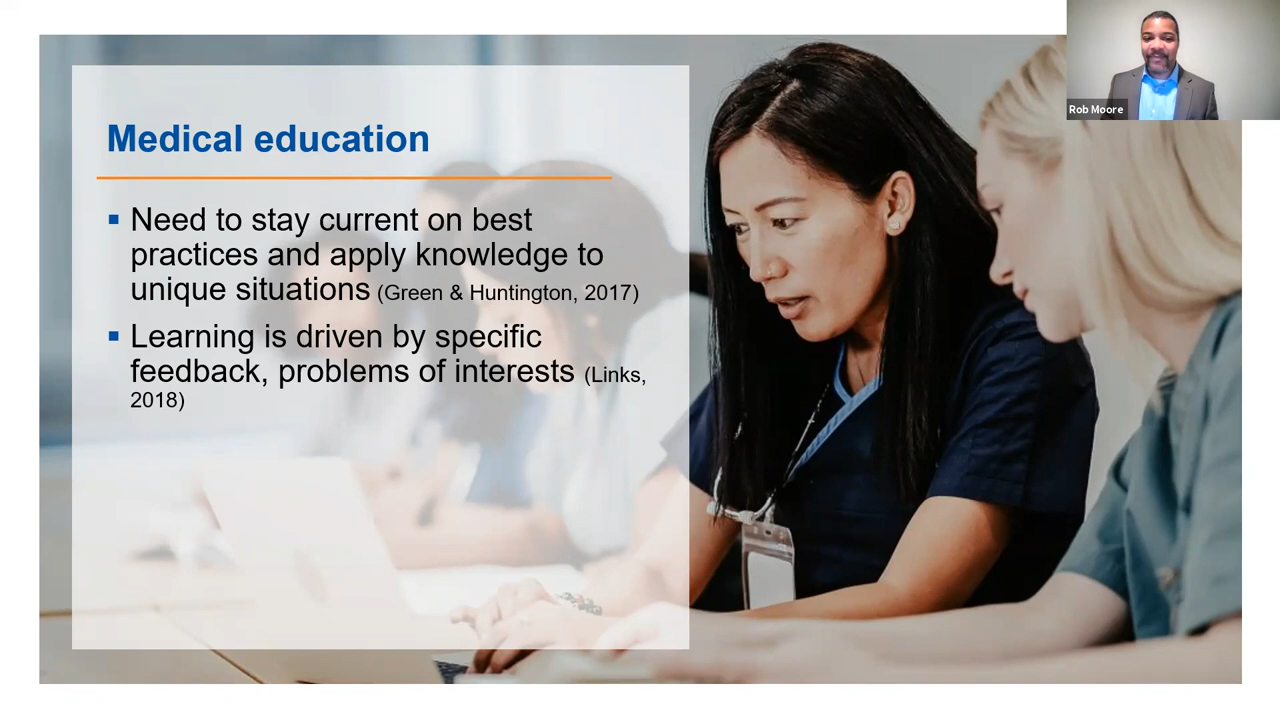 Rob Moore
Medical education
▪ Need to stay current on best
practices and apply knowledge to
unique situations (Green & Huntington, 2017)
▪ Learning is driven by specific
feedback, problems of interests (Links,
2018)